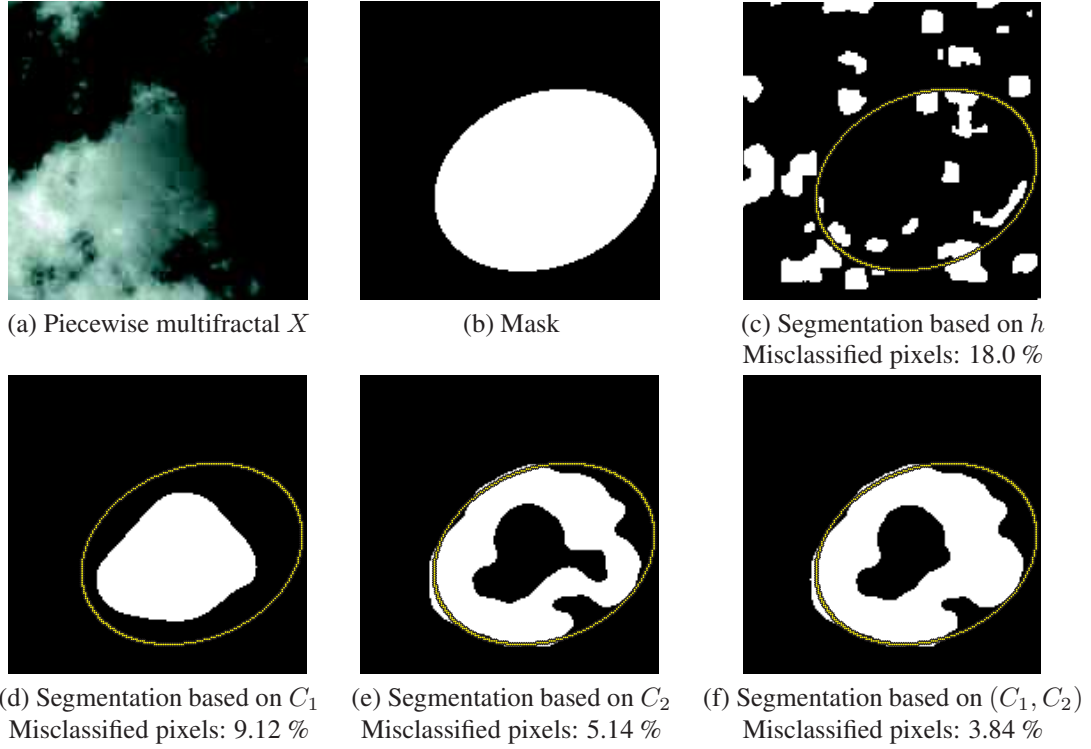 (a) Piecewise multifractal X
(b) Mask
(c) Segmentation based on h
Misclassified pixels: 18.0 %
(d) Segmentation based on C₁
Misclassified pixels: 9.12 %
(e) Segmentation based on C₂
Misclassified pixels: 5.14 %
(f) Segmentation based on (C₁, C₂)
Misclassified pixels: 3.84 %